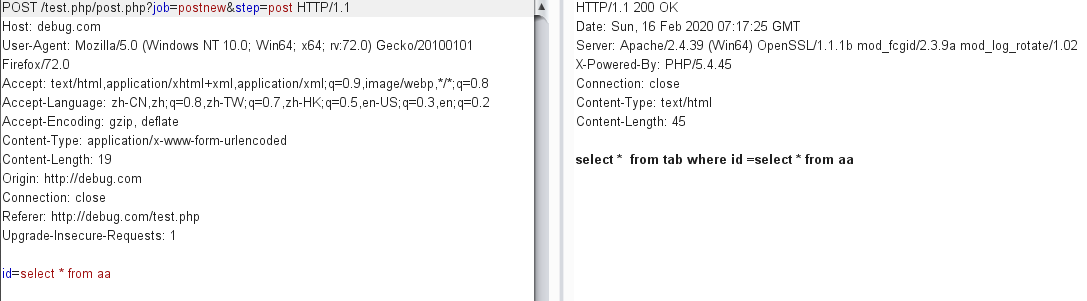 POST /test.php/post.php?job=postnew&step=post HTTP/1.1
Host: debug.com
User-Agent: Mozilla/5.0 (Windows NT 10.0; Win64; x64; rv:72.0) Gecko/20100101
Firefox/72.0
Accept: text/html,application/xhtml+xml,application/xml;q=0.9,image/webp,*/*;q=0.8
Accept-Language: zh-CN,zh;q=0.8,zh-TW;q=0.7,zh-HK;q=0.5,en-US;q=0.3,en;q=0.2
Accept-Encoding: gzip, deflate
Content-Type: application/x-www-form-urlencoded
Content-Length: 19
Origin: http://debug.com
Connection: close
Referer: http://debug.com/test.php
Upgrade-Insecure-Requests: 1
id=select * from aa
HTTP/1.1 200 OK
Date: Sun, 16 Feb 2020 07:17:25 GMT
Server: Apache/2.4.39 (Win64) OpenSSL/1.1.1b mod_fcgid/2.3.9a mod_log_rotate/1.02
X-Powered-By: PHP/5.4.45
Connection: close
Content-Type: text/html
Content-Length: 45
select *  from tab where id =select * from aa